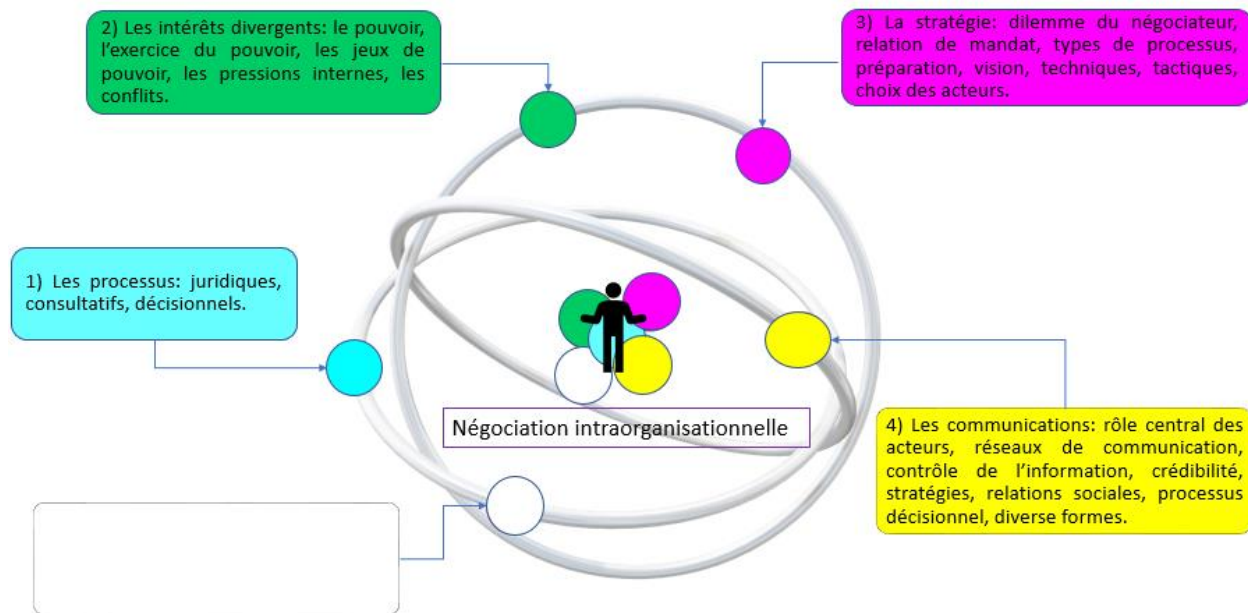 2) Les intérêts divergents: le pouvoir,
l'exercice du pouvoir, les jeux de
pouvoir, les pressions internes, les
conflits.
3) La stratégie: dilemme du négociateur,
relation de mandat, types de processus,
préparation, vision, techniques, tactiques,
choix des acteurs.
1) Les processus: juridiques,
consultatifs, décisionnels.
Négociation intraorganisationnelle
4) Les communications: rôle central des
acteurs, réseaux de communication,
contrôle de l'information, crédibilité,
stratégies, relations sociales, processus
décisionnel, diverse formes.